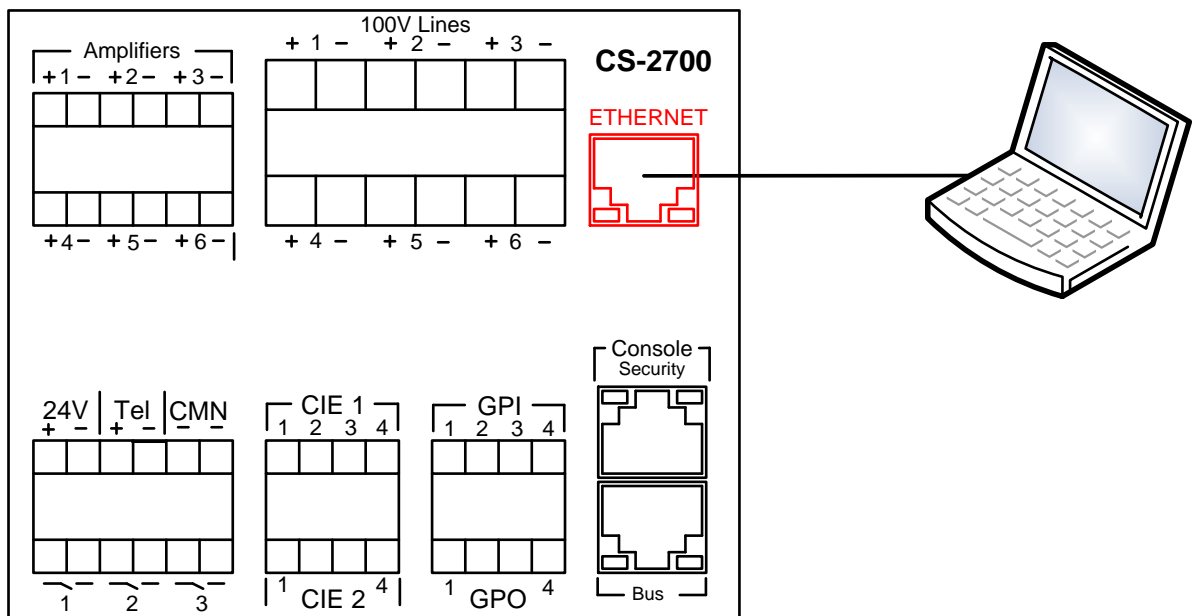 100V Lines
Amplifiers
+ 1 - + 2 - + 3 -
CS-2700
+ 1 - + 2 - + 3 -
ETHERNET
+ 4 - + 5 - + 6 -
+ 4 - + 5 - + 6 -
Console
Security
24V Tel CMN
+ - + - - -
CIE 1
1 2 3 4
GPI
1 2 3 4
1 2 3
1 4
CIE 2
1 4
GPO
Bus